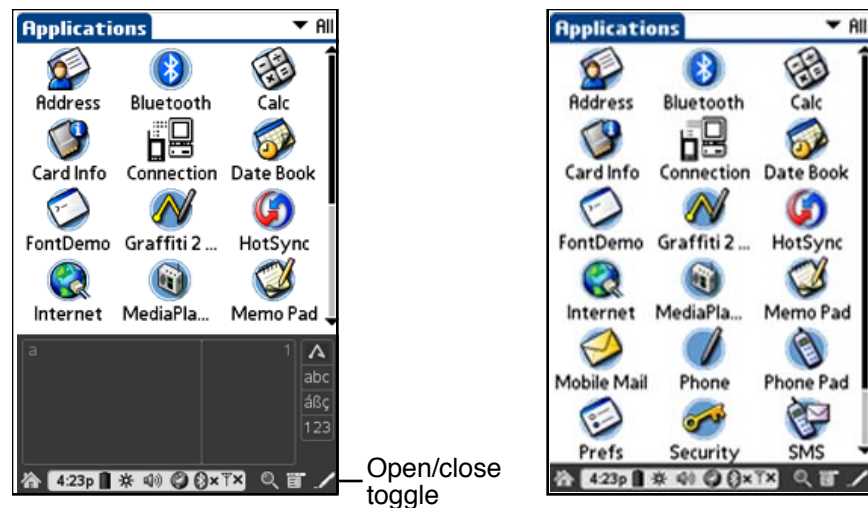 Applications All
Address Bluetooth Calc
Card Info Connection Date Book
FontDemo Graffiti 2 ... HotSync
Internet MediaPla... Memo Pad
a 1
abc
áßç
123
4:23p
Open/close
toggle
Applications All
Address Bluetooth Calc
Card Info Connection Date Book
FontDemo Graffiti 2 ... HotSync
Internet MediaPla... Memo Pad
Mobile Mail Phone Phone Pad
Prefs Security SMS
4:23p